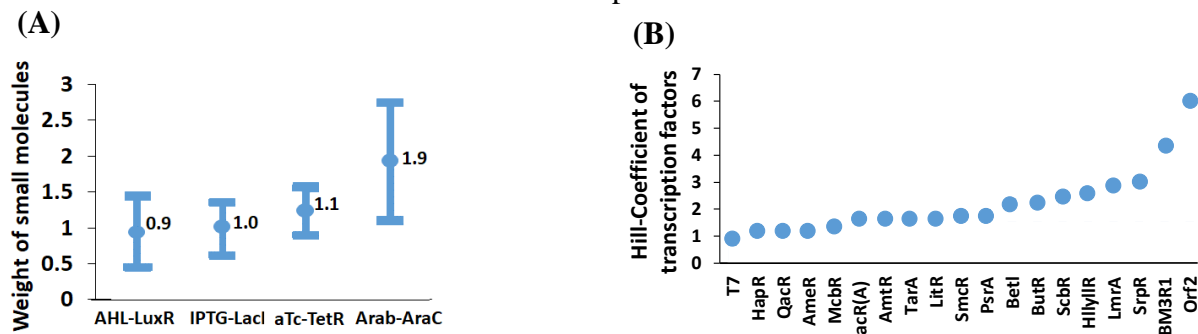 (A)
Weight of small molecules
3
2.5
2
1.5
1
0.5
0
0.9
1.0
1.1
1.9
AHL-LuxR
IPTG-LacI
aTc-TetR
Arab-AraC
(B)
Hill-Coefficient of
transcription factors
7
6
5
4
3
2
1
0
T7
HapR
QacR
AmeR
McbR
acR(A)
AmtR
TarA
LitR
SmcR
PsrA
BetI
ButR
ScbR
HllyIIR
LmrA
SrpR
BM3R1
Orf2